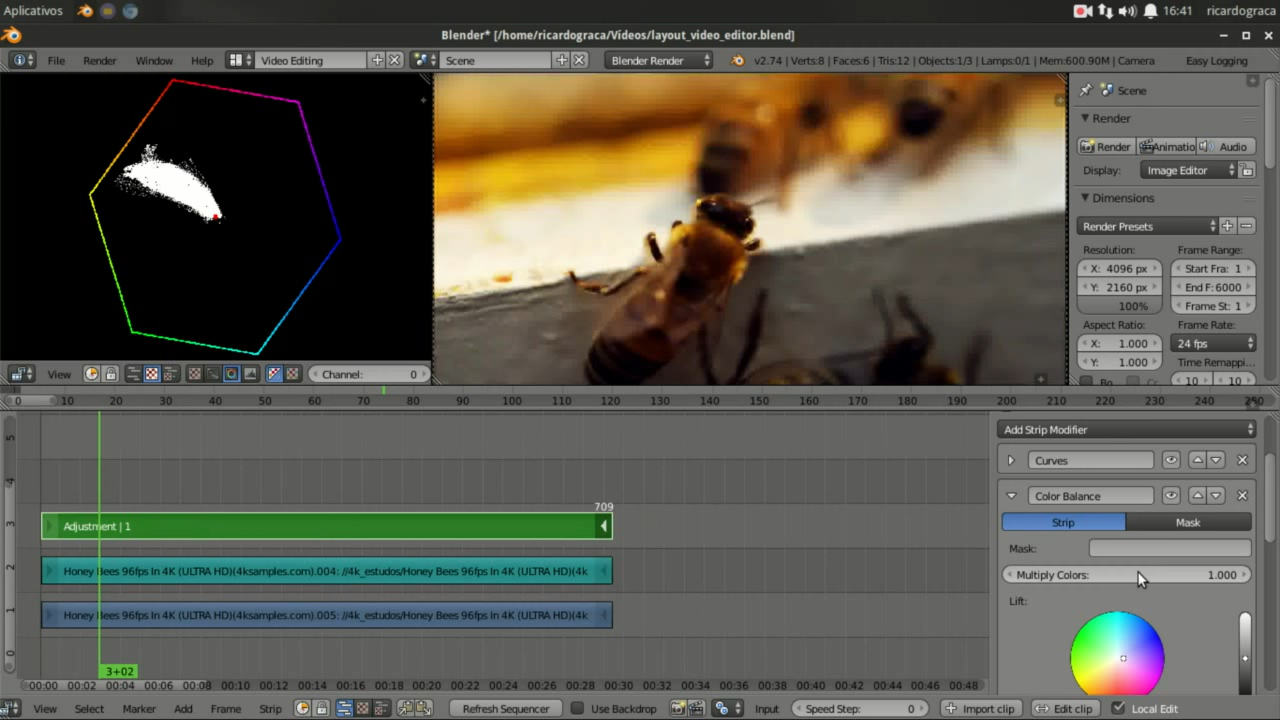 Aplicativos 16:41 ricardograca
Blender* [/home/ricardograca/Vídeos/layout_video_editor.blend]
File Render Window Help Video Editing Scene Blender Render v2.74 | Verts:8 | Faces:6 | Tris:12 | Objects:1/3 | Lamps:0/1 | Mem:600.90M | Camera Easy Logging
Scene
Render
Render Animatio Audio
Display: Image Editor
Dimensions
Render Presets
Resolution: Frame Range:
X: 4096 px Start Fra: 1
Y: 2160 px End F:6000
100% Frame St: 1
Aspect Ratio: Frame Rate:
X: 1.000 24 fps
Y: 1.000 Time Remappi...
10 10
View Channel: 0
0 10 20 30 40 50 60 70 80 90 100 110 120 130 140 150 160 170 180 190 200 210 220 230 240 250
Add Strip Modifier
5
Curves
4
Color Balance
709
3 Adjustment | 1
Strip Mask
Mask:
2 Honey Bees 96fps In 4K (ULTRA HD)(4ksamples.com).004: //4k_estudos/Honey Bees 96fps In 4K (ULTRA HD)(4k
Multiply Colors: 1.000
Lift:
1 Honey Bees 96fps In 4K (ULTRA HD)(4ksamples.com).005: //4k_estudos/Honey Bees 96fps In 4K (ULTRA HD)(4k
0
3+02
00:00 00:02 00:04 00:06 00:08 00:10 00:12 00:14 00:16 00:18 00:20 00:22 00:24 00:26 00:28 00:30 00:32 00:34 00:36 00:38 00:40 00:42 00:44 00:46 00:48
View Select Marker Add Frame Strip Refresh Sequencer Use Backdrop Input Speed Step: 0 Import clip Edit clip Local Edit